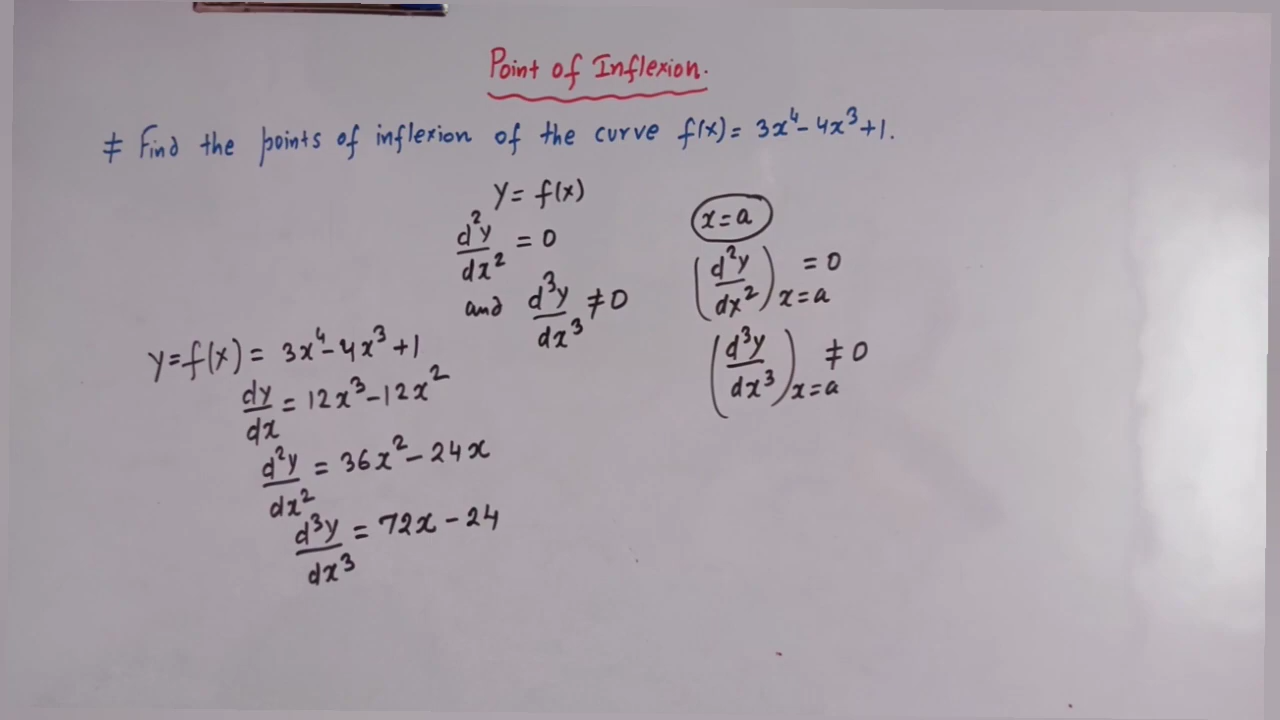 Point of Inflexion.
# Find the points of inflexion of the curve f(x) = 3x⁴ - 4x³ + 1.
y = f(x)
d²y/dx² = 0
and d³y/dx³ ≠ 0
x = a
(d²y/dx²)x=a = 0
(d³y/dx³)x=a ≠ 0
y = f(x) = 3x⁴ - 4x³ + 1
dy/dx = 12x³ - 12x²
d²y/dx² = 36x² - 24x
d³y/dx³ = 72x - 24